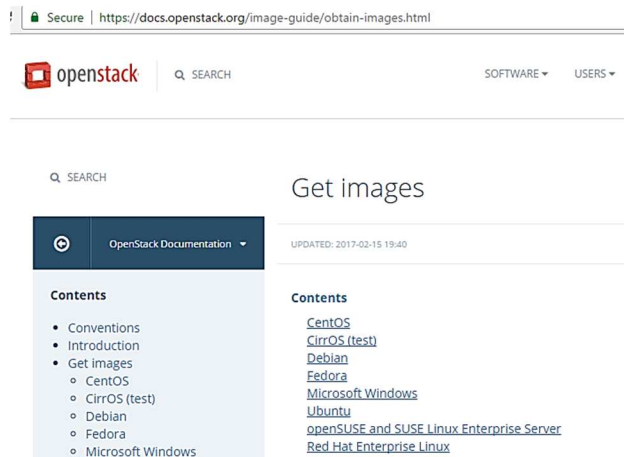 Secure | https://docs.openstack.org/image-guide/obtain-images.html
openstack SEARCH SOFTWARE USERS
SEARCH
Get images
OpenStack Documentation
UPDATED: 2017-02-15 19:40
Contents
Conventions
Introduction
Get images
CentOS
CirrOS (test)
Debian
Fedora
Microsoft Windows
Contents
CentOS
CirrOS (test)
Debian
Fedora
Microsoft Windows
Ubuntu
openSUSE and SUSE Linux Enterprise Server
Red Hat Enterprise Linux